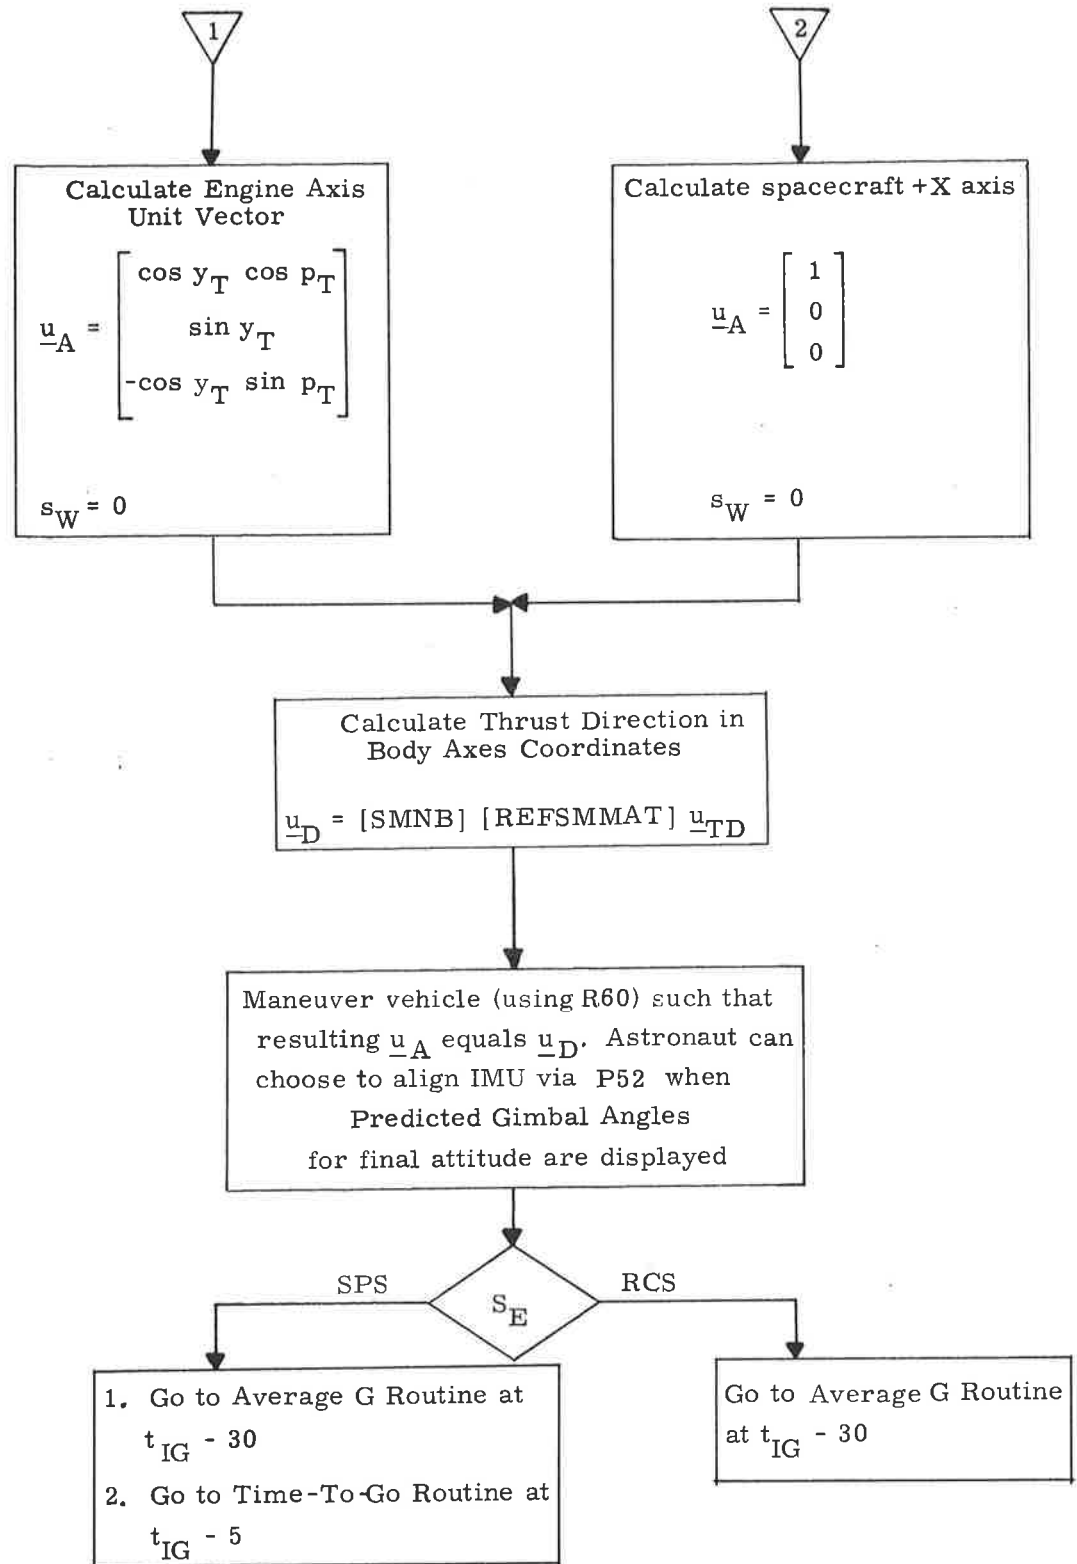 1
2
Calculate Engine Axis
Unit Vector
u_A = [ cos y_T cos p_T
sin y_T
-cos y_T sin p_T ]
s_W = 0
Calculate spacecraft +X axis
u_A = [ 1
0
0 ]
s_W = 0
Calculate Thrust Direction in
Body Axes Coordinates
u_D = [SMNB] [REFSMMAT] u_TD
Maneuver vehicle (using R60) such that
resulting u_A equals u_D. Astronaut can
choose to align IMU via P52 when
Predicted Gimbal Angles
for final attitude are displayed
SPS
S_E
RCS
1. Go to Average G Routine at
t_IG - 30
2. Go to Time-To-Go Routine at
t_IG - 5
Go to Average G Routine
at t_IG - 30